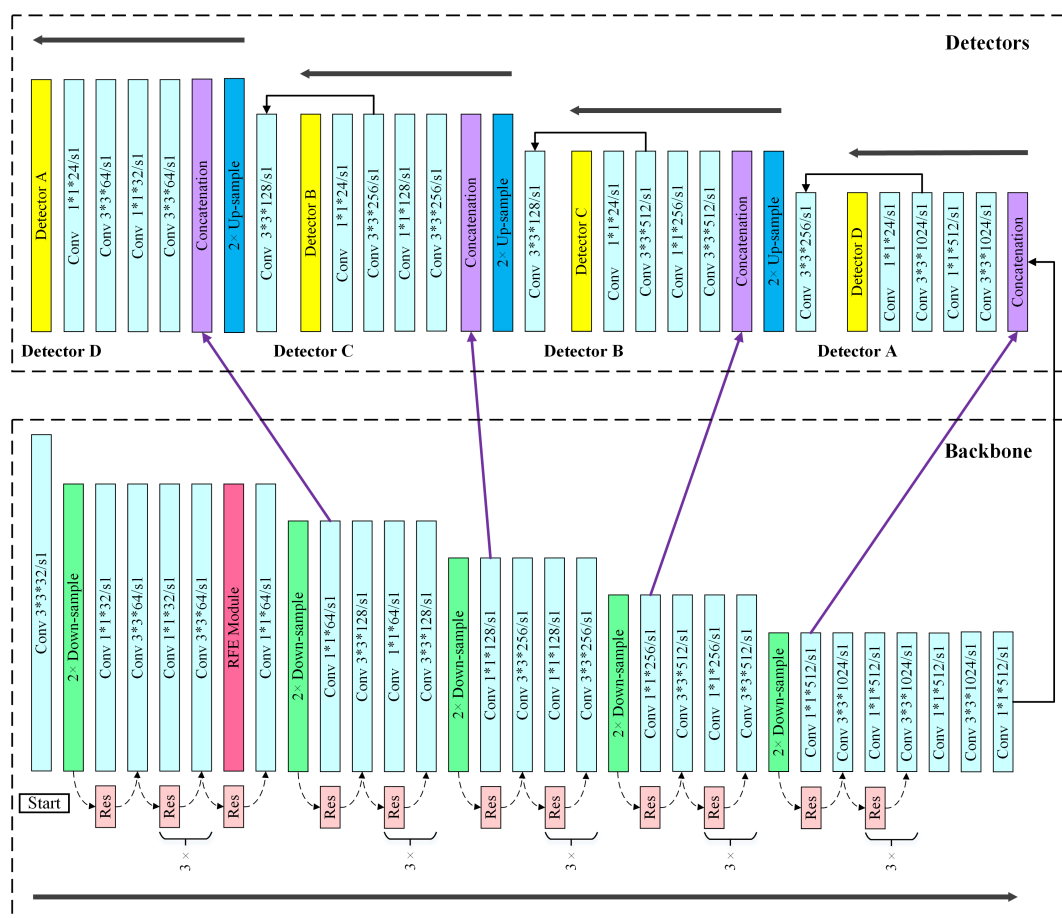 Detectors
Detector A
Conv 1*1*24/s1
Conv 3*3*64/s1
Conv 1*1*32/s1
Conv 3*3*64/s1
Concatenation
2× Up-sample
Conv 3*3*128/s1
Detector B
Conv 1*1*24/s1
Conv 3*3*256/s1
Conv 1*1*128/s1
Conv 3*3*256/s1
Concatenation
2× Up-sample
Conv 3*3*128/s1
Detector C
Conv 1*1*24/s1
Conv 3*3*512/s1
Conv 1*1*256/s1
Conv 3*3*512/s1
Concatenation
2× Up-sample
Conv 3*3*256/s1
Detector D
Conv 1*1*24/s1
Conv 3*3*1024/s1
Conv 1*1*512/s1
Conv 3*3*1024/s1
Concatenation
Detector D
Detector C
Detector B
Detector A
Backbone
Conv 3*3*32/s1
2× Down-sample
Conv 1*1*32/s1
Conv 3*3*64/s1
Conv 1*1*32/s1
Conv 3*3*64/s1
RFE Module
Conv 1*1*64/s1
2× Down-sample
Conv 1*1*64/s1
Conv 3*3*128/s1
Conv 1*1*64/s1
Conv 3*3*128/s1
2× Down-sample
Conv 1*1*128/s1
Conv 3*3*256/s1
Conv 1*1*128/s1
Conv 3*3*256/s1
2× Down-sample
Conv 1*1*256/s1
Conv 3*3*512/s1
Conv 1*1*256/s1
Conv 3*3*512/s1
2× Down-sample
Conv 1*1*512/s1
Conv 3*3*1024/s1
Conv 1*1*512/s1
Conv 3*3*1024/s1
Conv 1*1*512/s1
Conv 3*3*1024/s1
Conv 1*1*512/s1
Start
Res
Res
Res
Res
Res
Res
Res
Res
Res
Res
Res
3 ×
3 ×
3 ×
3 ×
3 ×